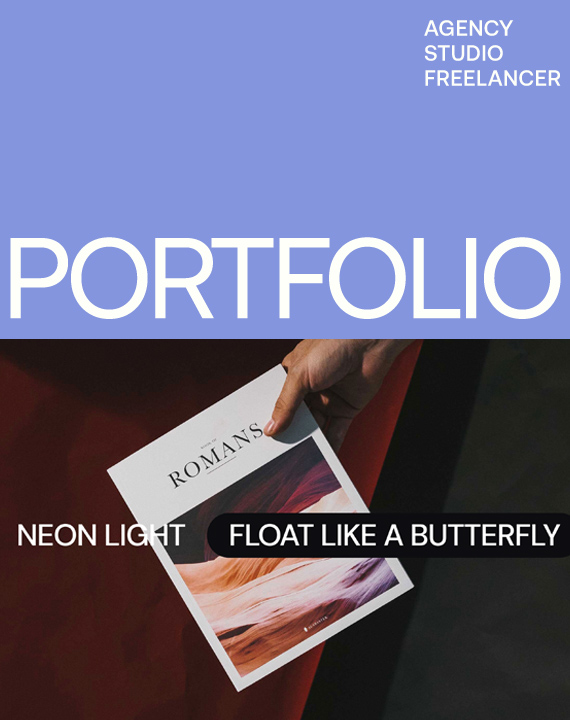 AGENCY
STUDIO
FREELANCER
PORTFOLIO
ROMANS
NEON LIGHT
FLOAT LIKE A BUTTERFLY